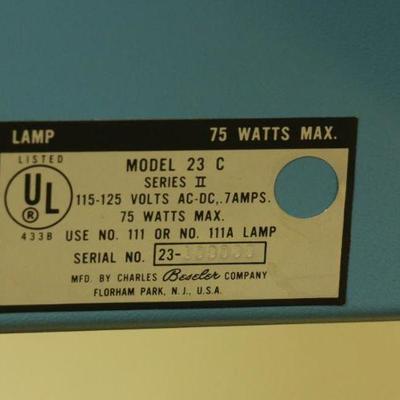 LAMP 75 WATTS MAX.
LISTED
UL
®
433B
MODEL 23 C
SERIES II
115-125 VOLTS AC-DC,.7AMPS.
75 WATTS MAX.
USE NO. 111 OR NO. 111A LAMP
SERIAL NO. 23-
MFD. BY CHARLES Beseler COMPANY
FLORHAM PARK, N.J., U.S.A.